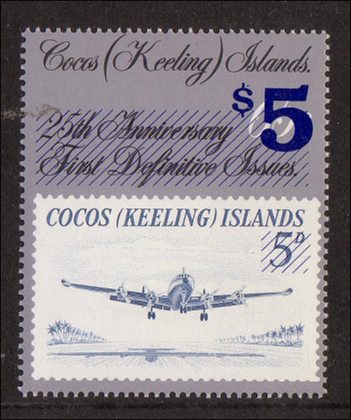 Cocos (Keeling) Islands.
$5
25th Anniversary
First Definitive Issues.
COCOS (KEELING) ISLANDS
5D